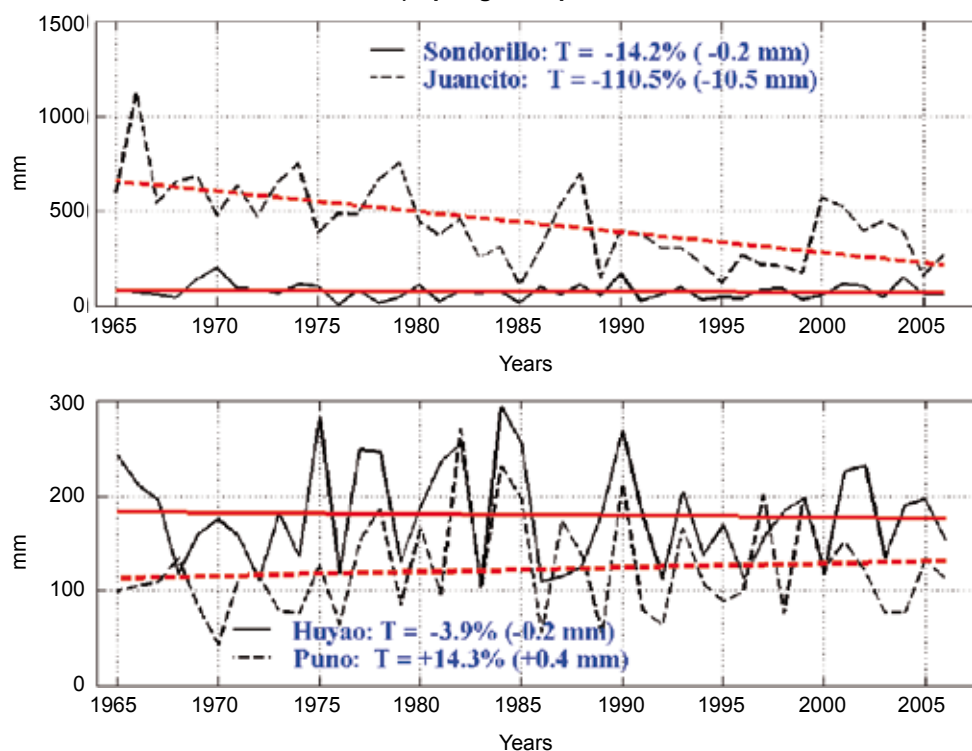 1500
Sondorillo: T = -14.2% ( -0.2 mm)
Juancito: T = -110.5% (-10.5 mm)
1000
mm
500
0
1965 1970 1975 1980 1985 1990 1995 2000 2005
Years
300
200
mm
100
Huyao: T = -3.9% (-0.2 mm)
Puno: T = +14.3% (+0.4 mm)
0
1965 1970 1975 1980 1985 1990 1995 2000 2005
Years